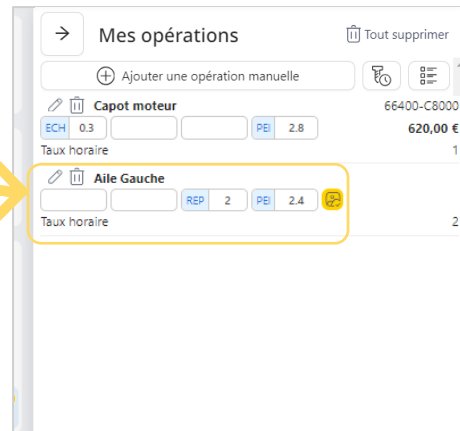 Mes opérations
Tout supprimer
Ajouter une opération manuelle
Capot moteur 66400-C8000
ECH 0.3 PEI 2.8 620,00 €
Taux horaire 1
Aile Gauche
REP 2 PEI 2.4
Taux horaire 2